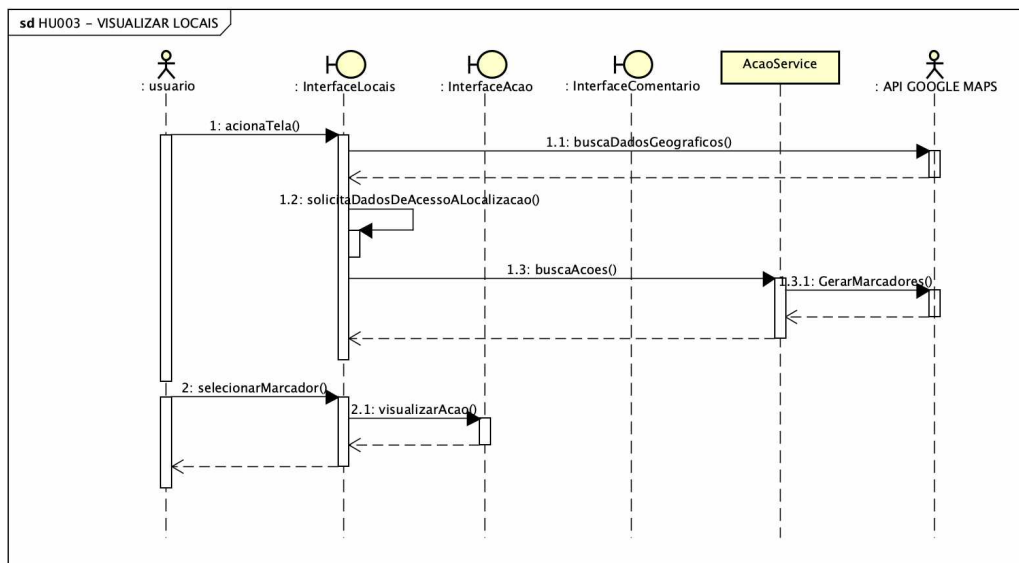 sd HU003 – VISUALIZAR LOCAIS
: usuario
: InterfaceLocais
: InterfaceAcao
: InterfaceComentario
AcaoService
: API GOOGLE MAPS
1: acionaTela()
1.1: buscaDadosGeograficos()
1.2: solicitaDadosDeAcessoALocalizacao()
1.3: buscaAcoes()
1.3.1: GerarMarcadores()
2: selecionarMarcador()
2.1: visualizarAcao()